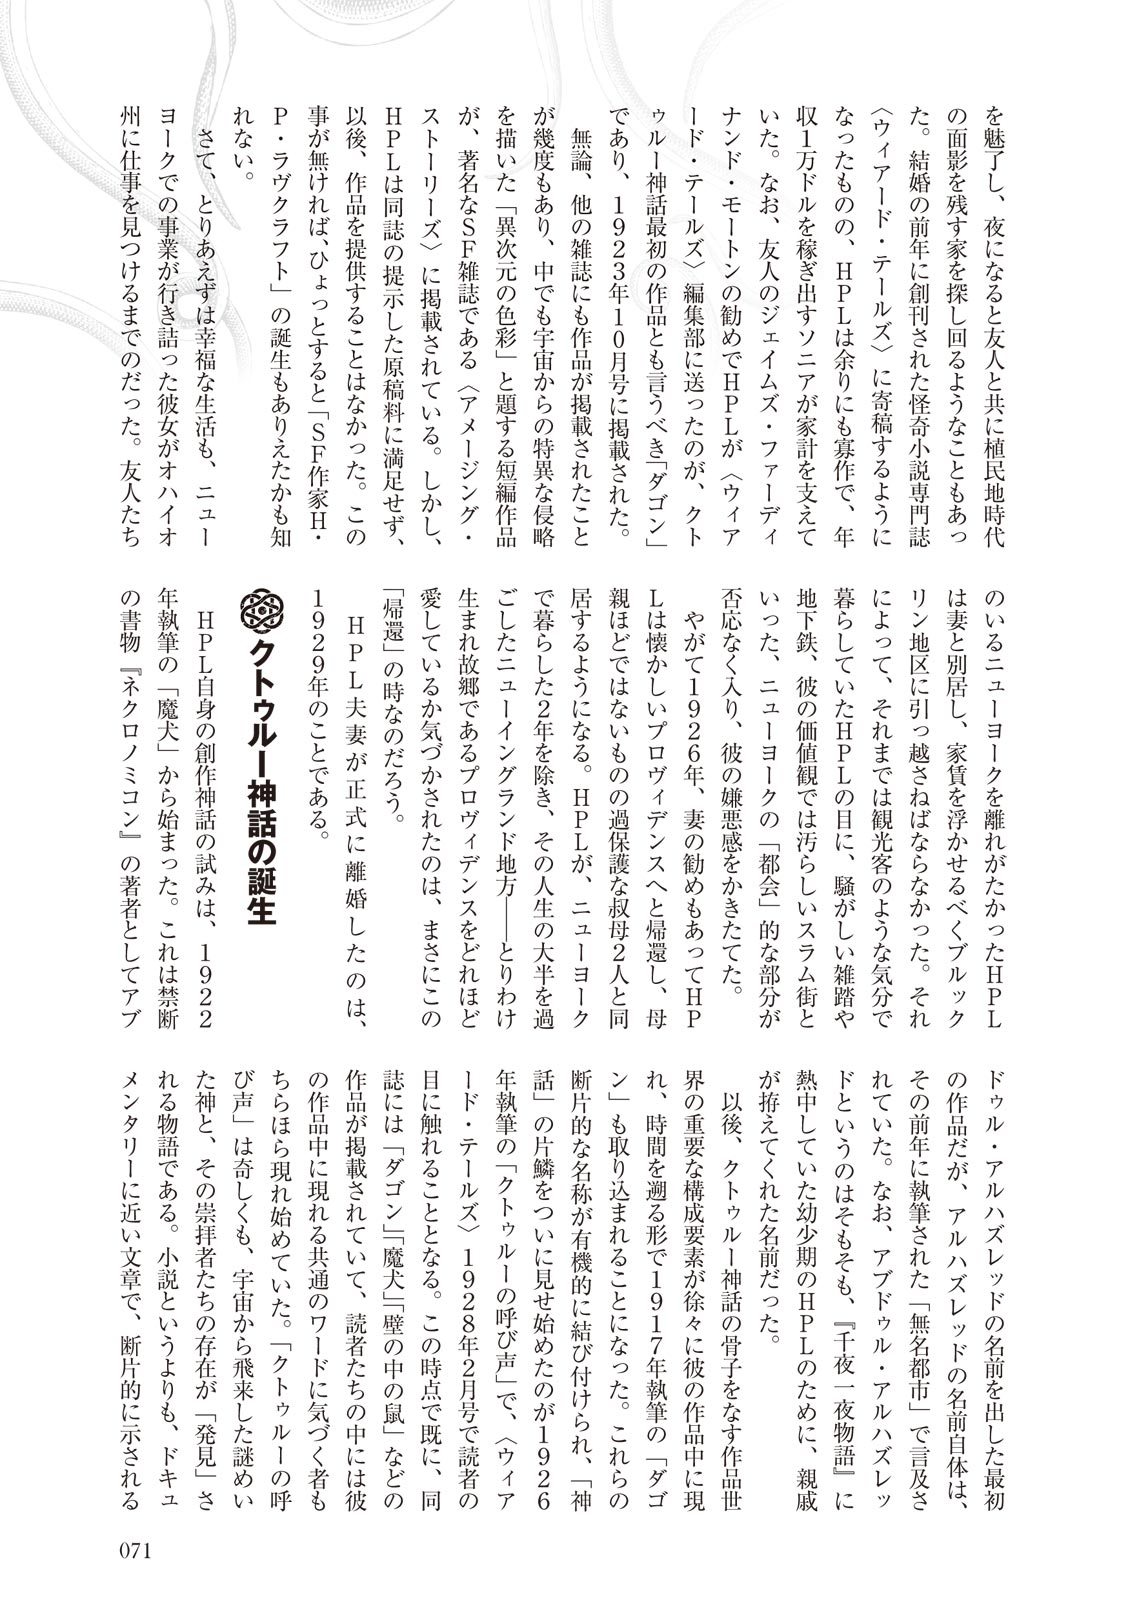 を魅了し、夜になると友人と共に植民地時代
の面影を残す家を探し回るようなこともあっ
た。結婚の前年に創刊された怪奇小説専門誌
〈ウィアード・テールズ〉に寄稿するように
なったものの、HPLは余りにも寡作で、年
収1万ドルを稼ぎ出すソニアが家計を支えて
いた。なお、友人のジェイムズ・ファーディ
ナンド・モートンの勧めでHPLが〈ウィア
ード・テールズ〉編集部に送ったのが、クト
ゥルー神話最初の作品とも言うべき「ダゴン」
であり、1923年10月号に掲載された。
無論、他の雑誌にも作品が掲載されたこと
が幾度もあり、中でも宇宙からの特異な侵略
を描いた「異次元の色彩」と題する短編作品
が、著名なSF雑誌である〈アメージング・
ストーリーズ〉に掲載されている。しかし、
HPLは同誌の提示した原稿料に満足せず、
以後、作品を提供することはなかった。この
事が無ければ、ひょっとすると「SF作家H・
P・ラヴクラフト」の誕生もありえたかも知
れない。
さて、とりあえずは幸福な生活も、ニュー
ヨークでの事業が行き詰った彼女がオハイオ
州に仕事を見つけるまでのだった。友人たち
のいるニューヨークを離れがたかったHPL
は妻と別居し、家賃を浮かせるべくブルック
リン地区に引っ越さねばならなかった。それ
によって、それまでは観光客のような気分で
暮らしていたHPLの目に、騒がしい雑踏や
地下鉄、彼の価値観では汚らしいスラム街と
いった、ニューヨークの「都会」的な部分が
否応なく入り、彼の嫌悪感をかきたてた。
やがて1926年、妻の勧めもあってHP
Lは懐かしいプロヴィデンスへと帰還し、母
親ほどではないものの過保護な叔母2人と同
居するようになる。HPLが、ニューヨーク
で暮らした2年を除き、その人生の大半を過
ごしたニューイングランド地方――とりわけ
生まれ故郷であるプロヴィデンスをどれほど
愛しているか気づかされたのは、まさにこの
「帰還」の時なのだろう。
HPL夫妻が正式に離婚したのは、
1929年のことである。
クトゥルー神話の誕生
HPL自身の創作神話の試みは、1922
年執筆の「魔犬」から始まった。これは禁断
の書物『ネクロノミコン』の著者としてアブ
ドゥル・アルハズレッドの名前を出した最初
の作品だが、アルハズレッドの名前自体は、
その前年に執筆された「無名都市」で言及さ
れていた。なお、アブドゥル・アルハズレッ
ドというのはそもそも、『千夜一夜物語』に
熱中していた幼少期のHPLのために、親戚
が拵えてくれた名前だった。
以後、クトゥルー神話の骨子をなす作品世
界の重要な構成要素が徐々に彼の作品中に現
れ、時間を遡る形で1917年執筆の「ダゴ
ン」も取り込まれることになった。これらの
断片的な名称が有機的に結び付けられ、「神
話」の片鱗をついに見せ始めたのが1926
年執筆の「クトゥルーの呼び声」で、〈ウィア
ード・テールズ〉1928年2月号で読者の
目に触れることとなる。この時点で既に、同
誌には「ダゴン」「魔犬」「壁の中の鼠」などの
作品が掲載されていて、読者たちの中には彼
の作品中に現れる共通のワードに気づく者も
ちらほら現れ始めていた。「クトゥルーの呼
び声」は奇しくも、宇宙から飛来した謎めい
た神と、その崇拝者たちの存在が「発見」さ
れる物語である。小説というよりも、ドキュ
メンタリーに近い文章で、断片的に示される
071